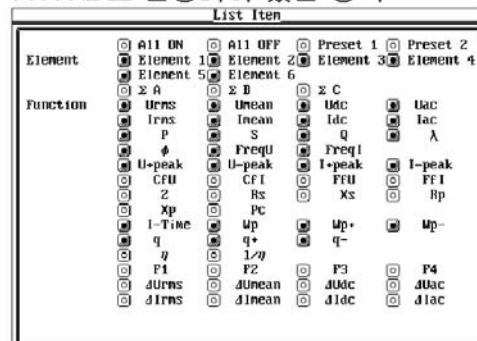 List Item
All ON All OFF Preset 1 Preset 2
Element Element 1 Element 2 Element 3 Element 4
Element 5 Element 6
Σ A Σ B Σ C
Function Urms Umean Udc Uac
Irms Imean Idc Iac
P S Q λ
ϕ FreqU FreqI
U+peak U-peak I+peak I-peak
CfU CfI FfU FfI
Z Rs Xs Rp
Xp Pc
I-Time Wp Wp+ Wp-
q q+ q-
η 1/η
F1 F2 F3 F4
ΔUrms ΔUmean ΔUdc ΔUac
ΔIrms ΔImean ΔIdc ΔIac